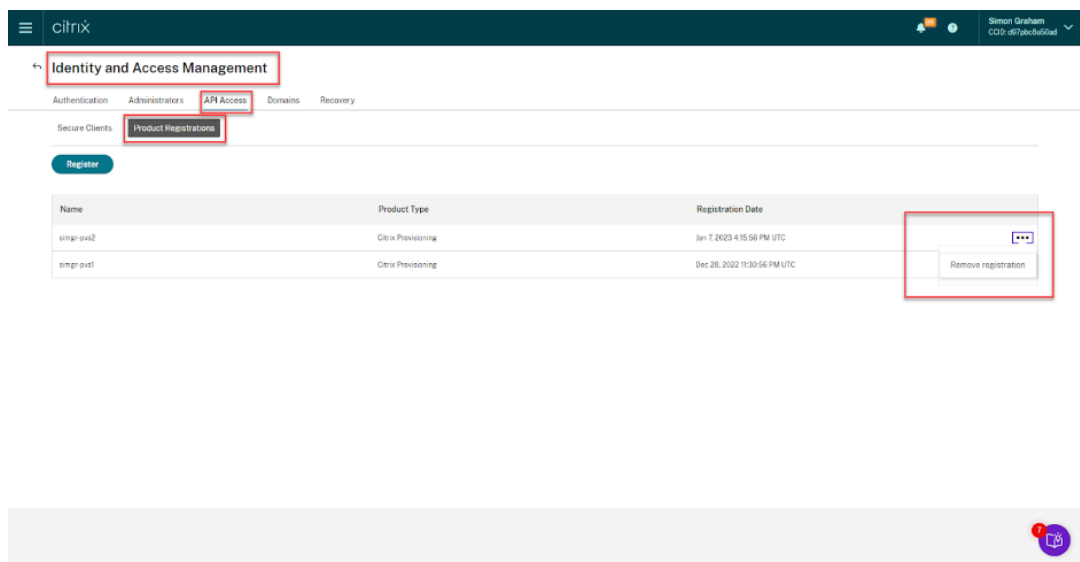 citrix
Simon Graham
CCID: d97pbc8a50ad
Identity and Access Management
Authentication Administrators API Access Domains Recovery
Secure Clients Product Registrations
Register
Name Product Type Registration Date
simgr-pvs2 Citrix Provisioning Jan 7, 2023 4:15:56 PM UTC
simgr-pvs1 Citrix Provisioning Dec 28, 2022 11:30:56 PM UTC
Remove registration
7